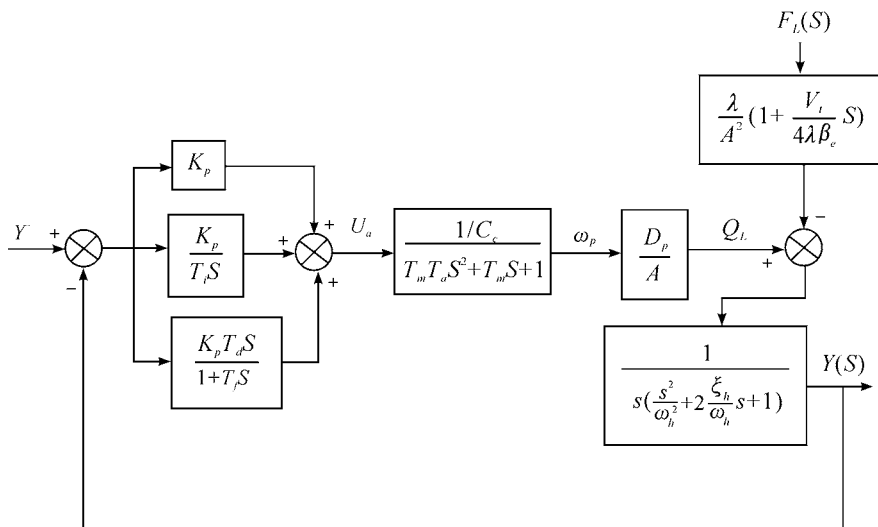 F_L(S)
λ/A² (1+ V_t/4λβ_e S)
K_p
Y
+
−
K_p/T_i S
+
+
+
U_a
1/C_c / T_m T_a S²+T_m S+1
ω_p
D_p/A
Q_L
−
+
K_p T_d S/1+T_f S
1 / s(s²/ω_h²+2 ξ_h/ω_h s+1)
Y(S)